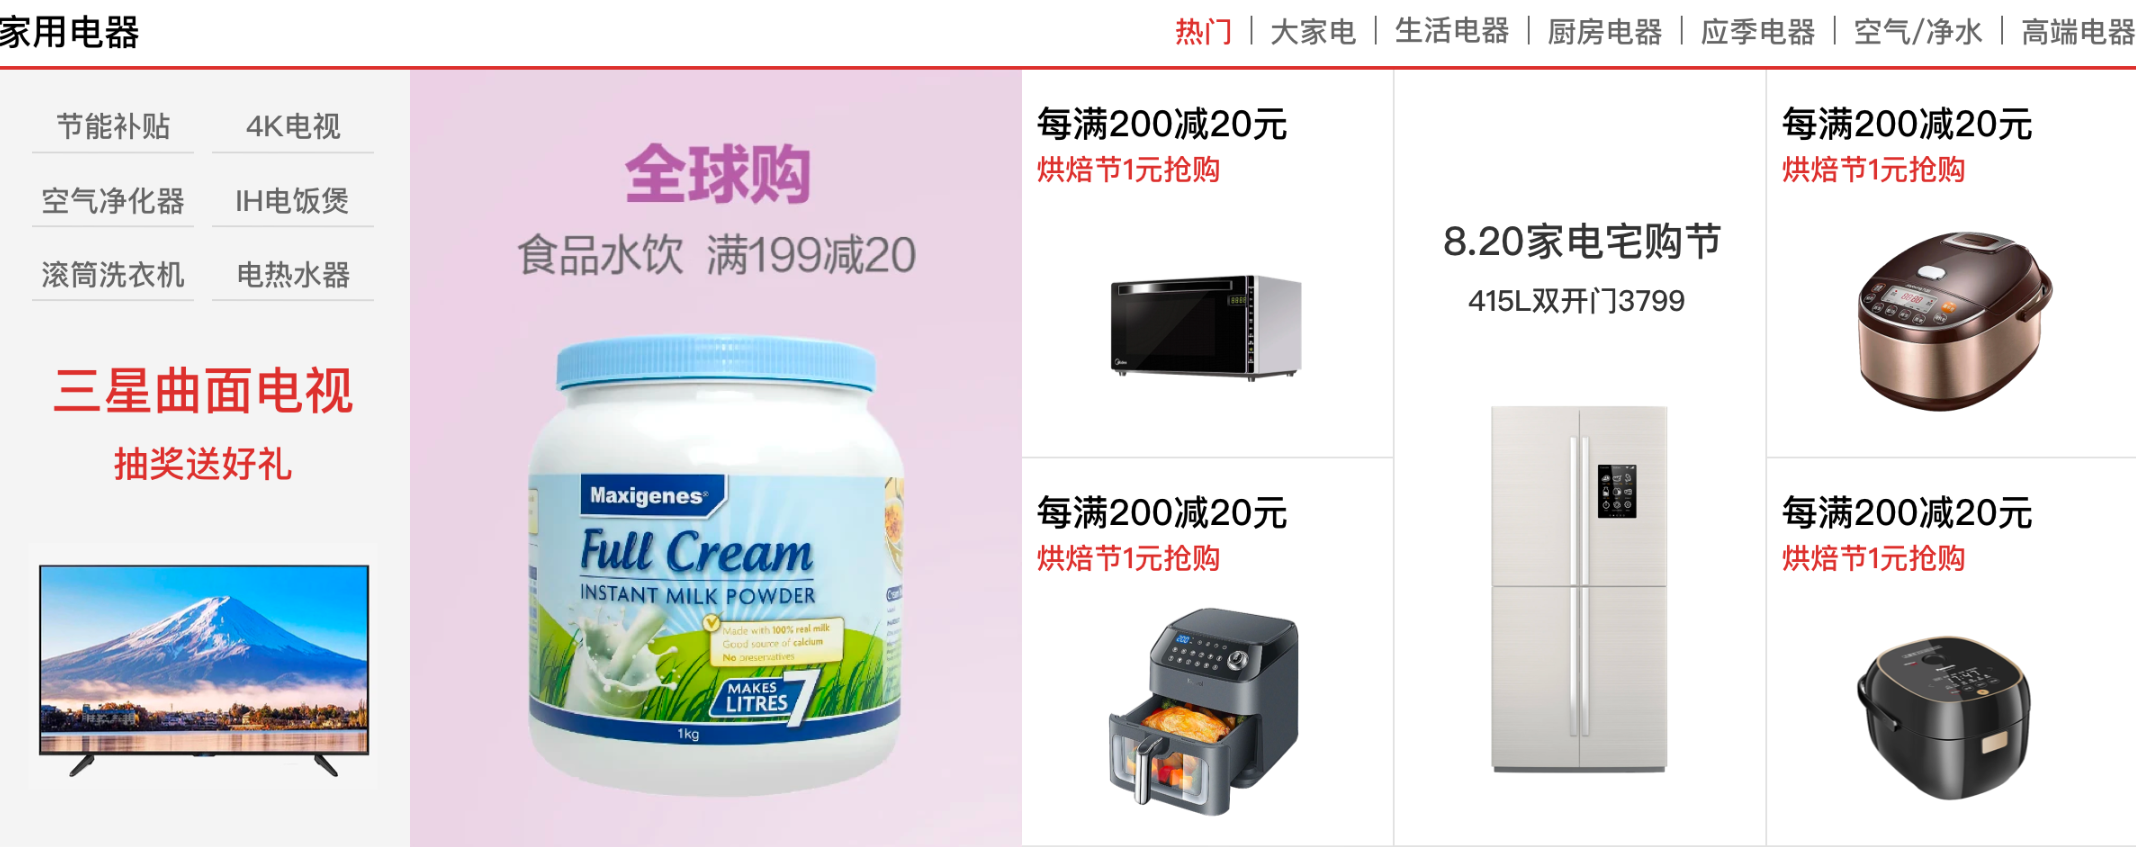 家用电器
热门 | 大家电 | 生活电器 | 厨房电器 | 应季电器 | 空气/净水 | 高端电器
节能补贴 4K电视
空气净化器 IH电饭煲
滚筒洗衣机 电热水器
三星曲面电视
抽奖送好礼
全球购
食品水饮 满199减20
Maxigenes®
Full Cream
INSTANT MILK POWDER
Made with 100% real milk
Good source of calcium
No preservatives
MAKES
7
LITRES
1kg
每满200减20元
烘焙节1元抢购
每满200减20元
烘焙节1元抢购
8.20家电宅购节
415L双开门3799
每满200减20元
烘焙节1元抢购
每满200减20元
烘焙节1元抢购